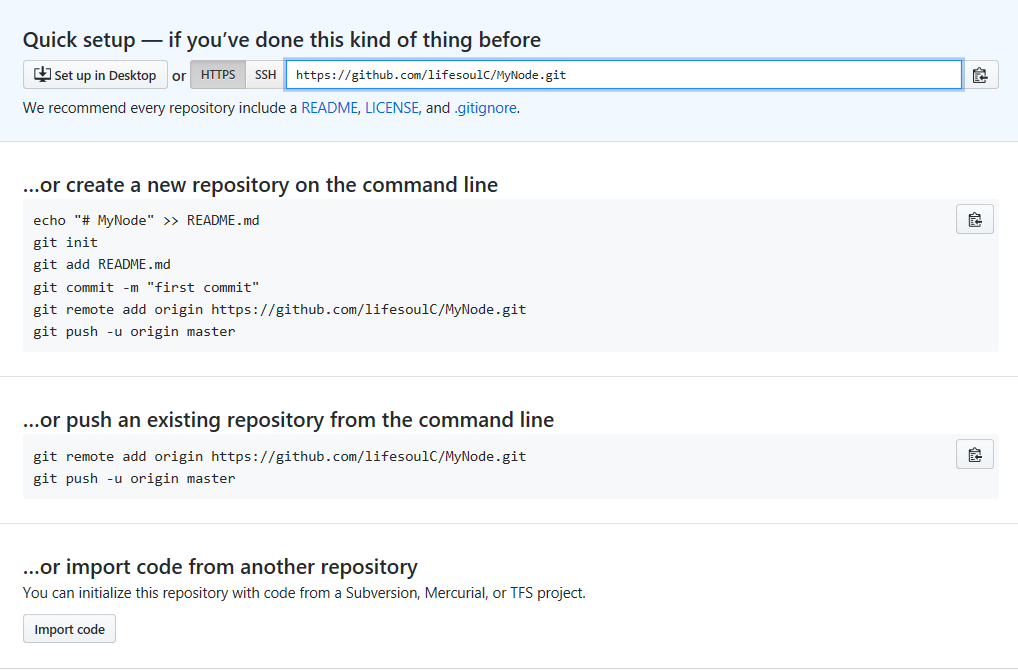 Quick setup — if you’ve done this kind of thing before
Set up in Desktop or HTTPS SSH https://github.com/lifesoulC/MyNode.git
We recommend every repository include a README, LICENSE, and .gitignore.
…or create a new repository on the command line
echo "# MyNode" >> README.md
git init
git add README.md
git commit -m "first commit"
git remote add origin https://github.com/lifesoulC/MyNode.git
git push -u origin master
…or push an existing repository from the command line
git remote add origin https://github.com/lifesoulC/MyNode.git
git push -u origin master
…or import code from another repository
You can initialize this repository with code from a Subversion, Mercurial, or TFS project.
Import code